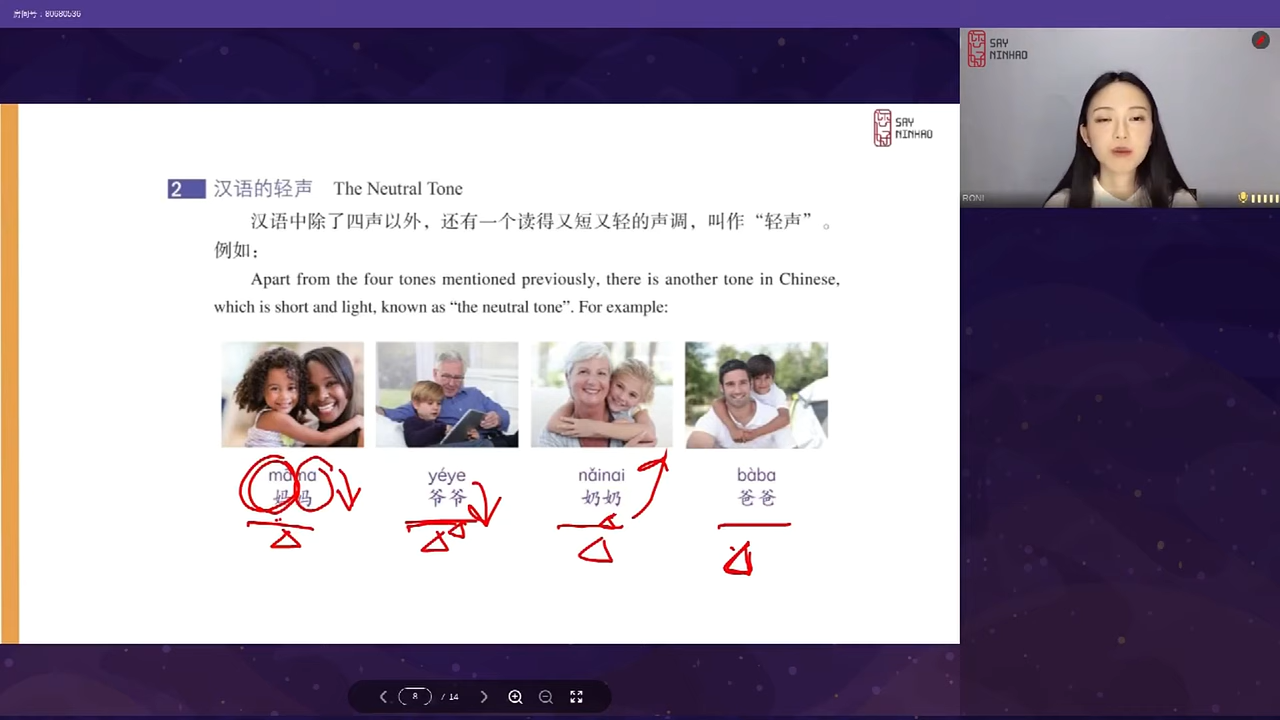 房间号：80680536
SAY
NINHAO
SAY
NINHAO
RONI
2 汉语的轻声 The Neutral Tone
汉语中除了四声以外，还有一个读得又短又轻的声调，叫作“轻声”。
例如：
Apart from the four tones mentioned previously, there is another tone in Chinese,
which is short and light, known as “the neutral tone”. For example:
māma yéye nǎinai bàba
妈妈 爷爷 奶奶 爸爸
8 / 14